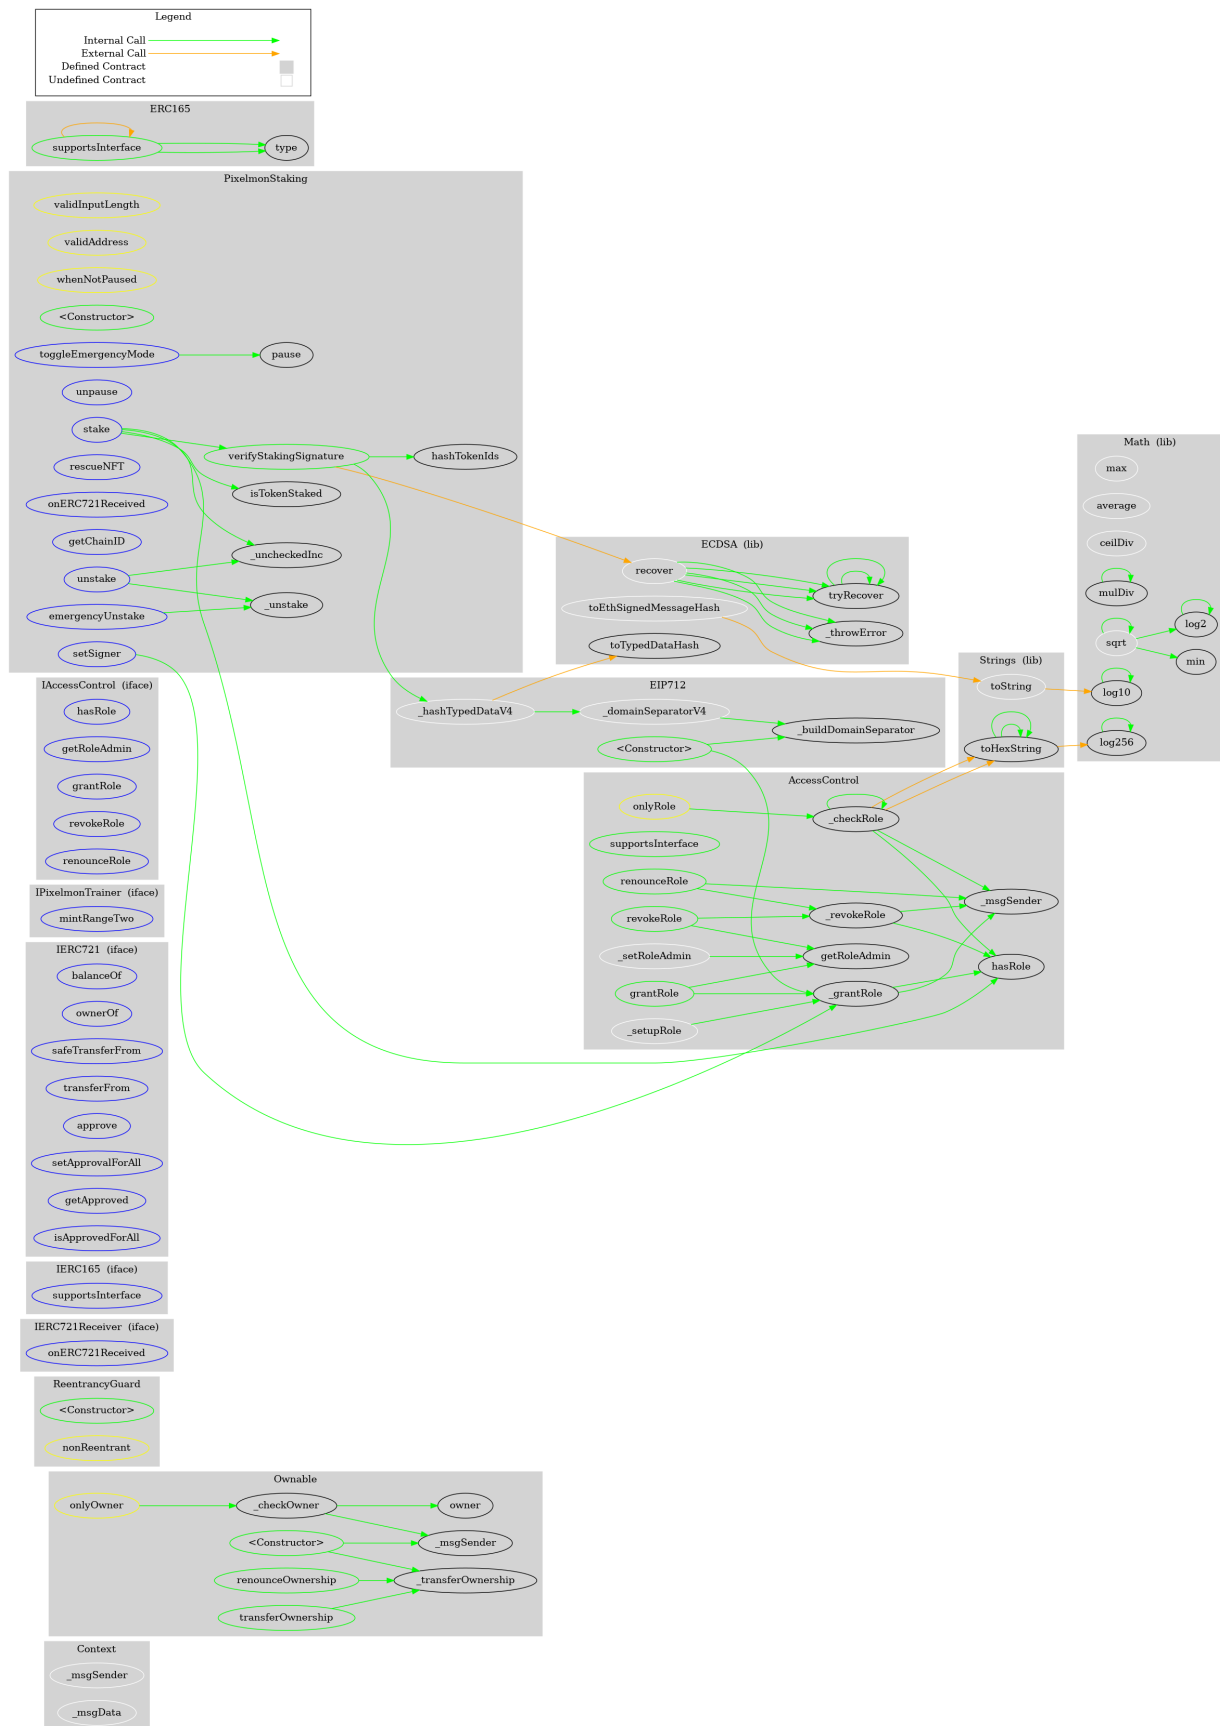 Legend
Internal Call
External Call
Defined Contract
Undefined Contract
ERC165
supportsInterface
type
PixelmonStaking
validInputLength
validAddress
whenNotPaused
<Constructor>
toggleEmergencyMode
pause
unpause
stake
verifyStakingSignature
hashTokenIds
rescueNFT
isTokenStaked
onERC721Received
getChainID
_uncheckedInc
unstake
_unstake
emergencyUnstake
setSigner
ECDSA (lib)
recover
tryRecover
toEthSignedMessageHash
_throwError
toTypedDataHash
Math (lib)
max
average
ceilDiv
mulDiv
log2
sqrt
min
log10
log256
Strings (lib)
toString
toHexString
EIP712
_hashTypedDataV4
_domainSeparatorV4
_buildDomainSeparator
<Constructor>
AccessControl
onlyRole
_checkRole
supportsInterface
renounceRole
_msgSender
revokeRole
_revokeRole
_setRoleAdmin
getRoleAdmin
hasRole
grantRole
_grantRole
_setupRole
IAccessControl (iface)
hasRole
getRoleAdmin
grantRole
revokeRole
renounceRole
IPixelmonTrainer (iface)
mintRangeTwo
IERC721 (iface)
balanceOf
ownerOf
safeTransferFrom
transferFrom
approve
setApprovalForAll
getApproved
isApprovedForAll
IERC165 (iface)
supportsInterface
IERC721Receiver (iface)
onERC721Received
ReentrancyGuard
<Constructor>
nonReentrant
Ownable
onlyOwner
_checkOwner
owner
<Constructor>
_msgSender
renounceOwnership
_transferOwnership
transferOwnership
Context
_msgSender
_msgData